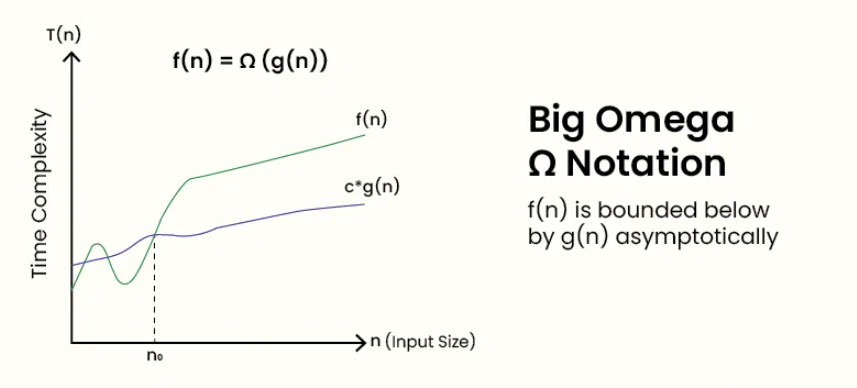 T(n)
f(n) = Ω (g(n))
f(n)
c*g(n)
Time Complexity
n₀
n (Input Size)
Big Omega
Ω Notation
f(n) is bounded below
by g(n) asymptotically